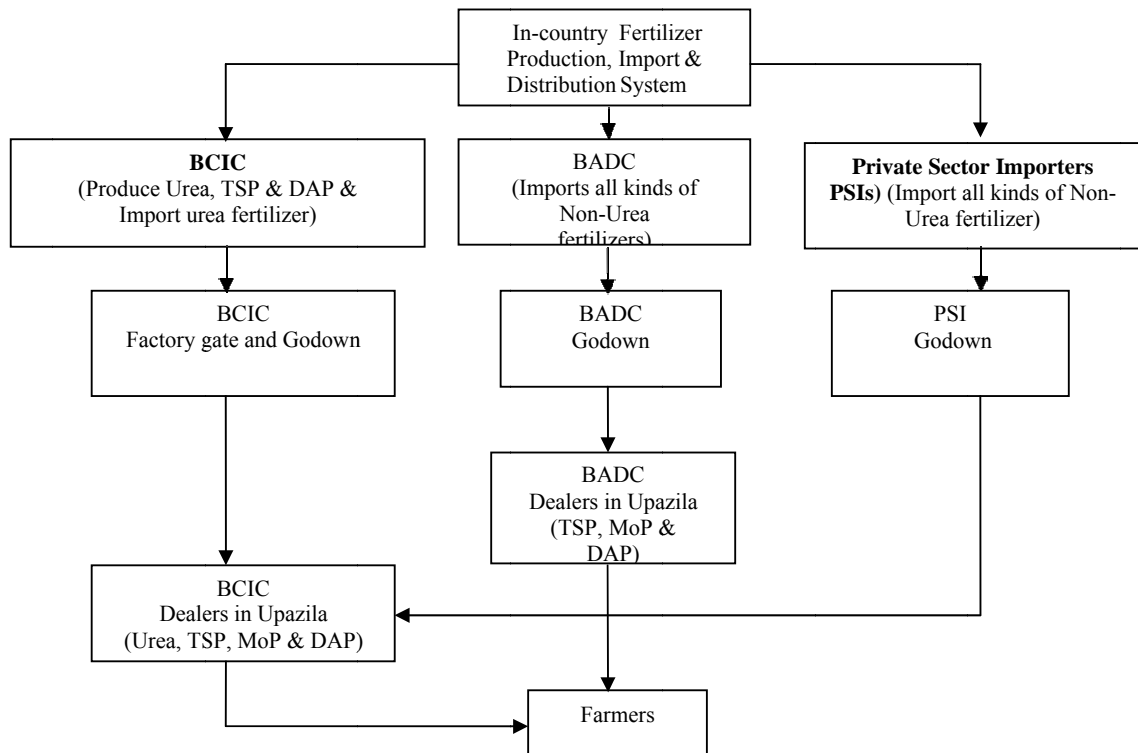 In-country Fertilizer
Production, Import &
Distribution System
BCIC
(Produce Urea, TSP & DAP &
Import urea fertilizer)
BADC
(Imports all kinds of
Non-Urea
fertilizers)
Private Sector Importers
PSIs) (Import all kinds of Non-
Urea fertilizer)
BCIC
Factory gate and Godown
BADC
Godown
PSI
Godown
BADC
Dealers in Upazila
(TSP, MoP &
DAP)
BCIC
Dealers in Upazila
(Urea, TSP, MoP & DAP)
Farmers